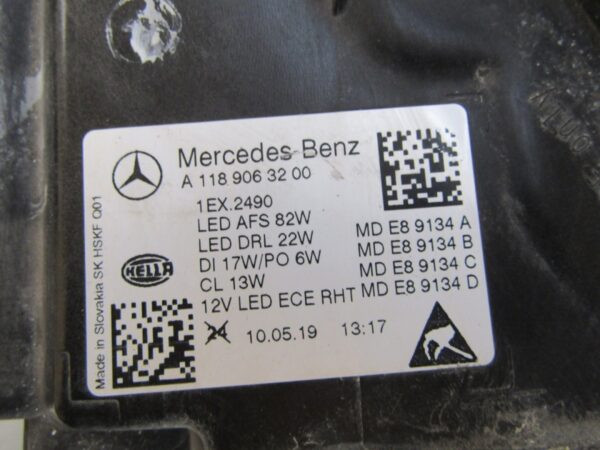 Mercedes-Benz
A 118 906 32 00
1EX.2490
LED AFS 82W
LED DRL 22W
DI 17W/PO 6W
CL 13W
12V LED ECE RHT
MD E8 9134 A
MD E8 9134 B
MD E8 9134 C
MD E8 9134 D
HELLA
10.05.19 13:17
Made in Slovakia SK HSKF Q01